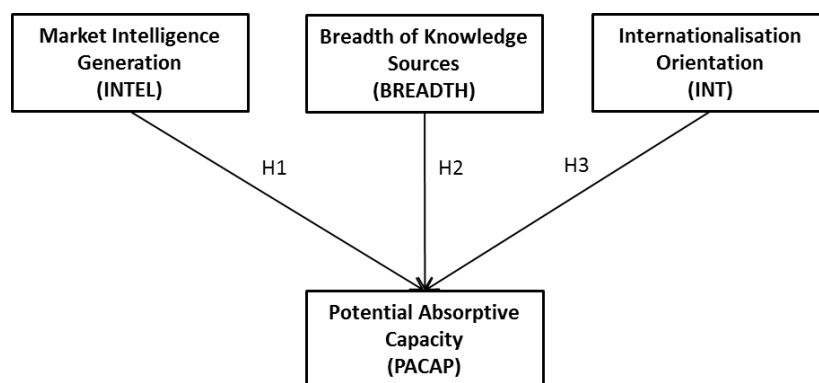 Market Intelligence
Generation
(INTEL)
Breadth of Knowledge
Sources
(BREADTH)
Internationalisation
Orientation
(INT)
H1
H2
H3
Potential Absorptive
Capacity
(PACAP)